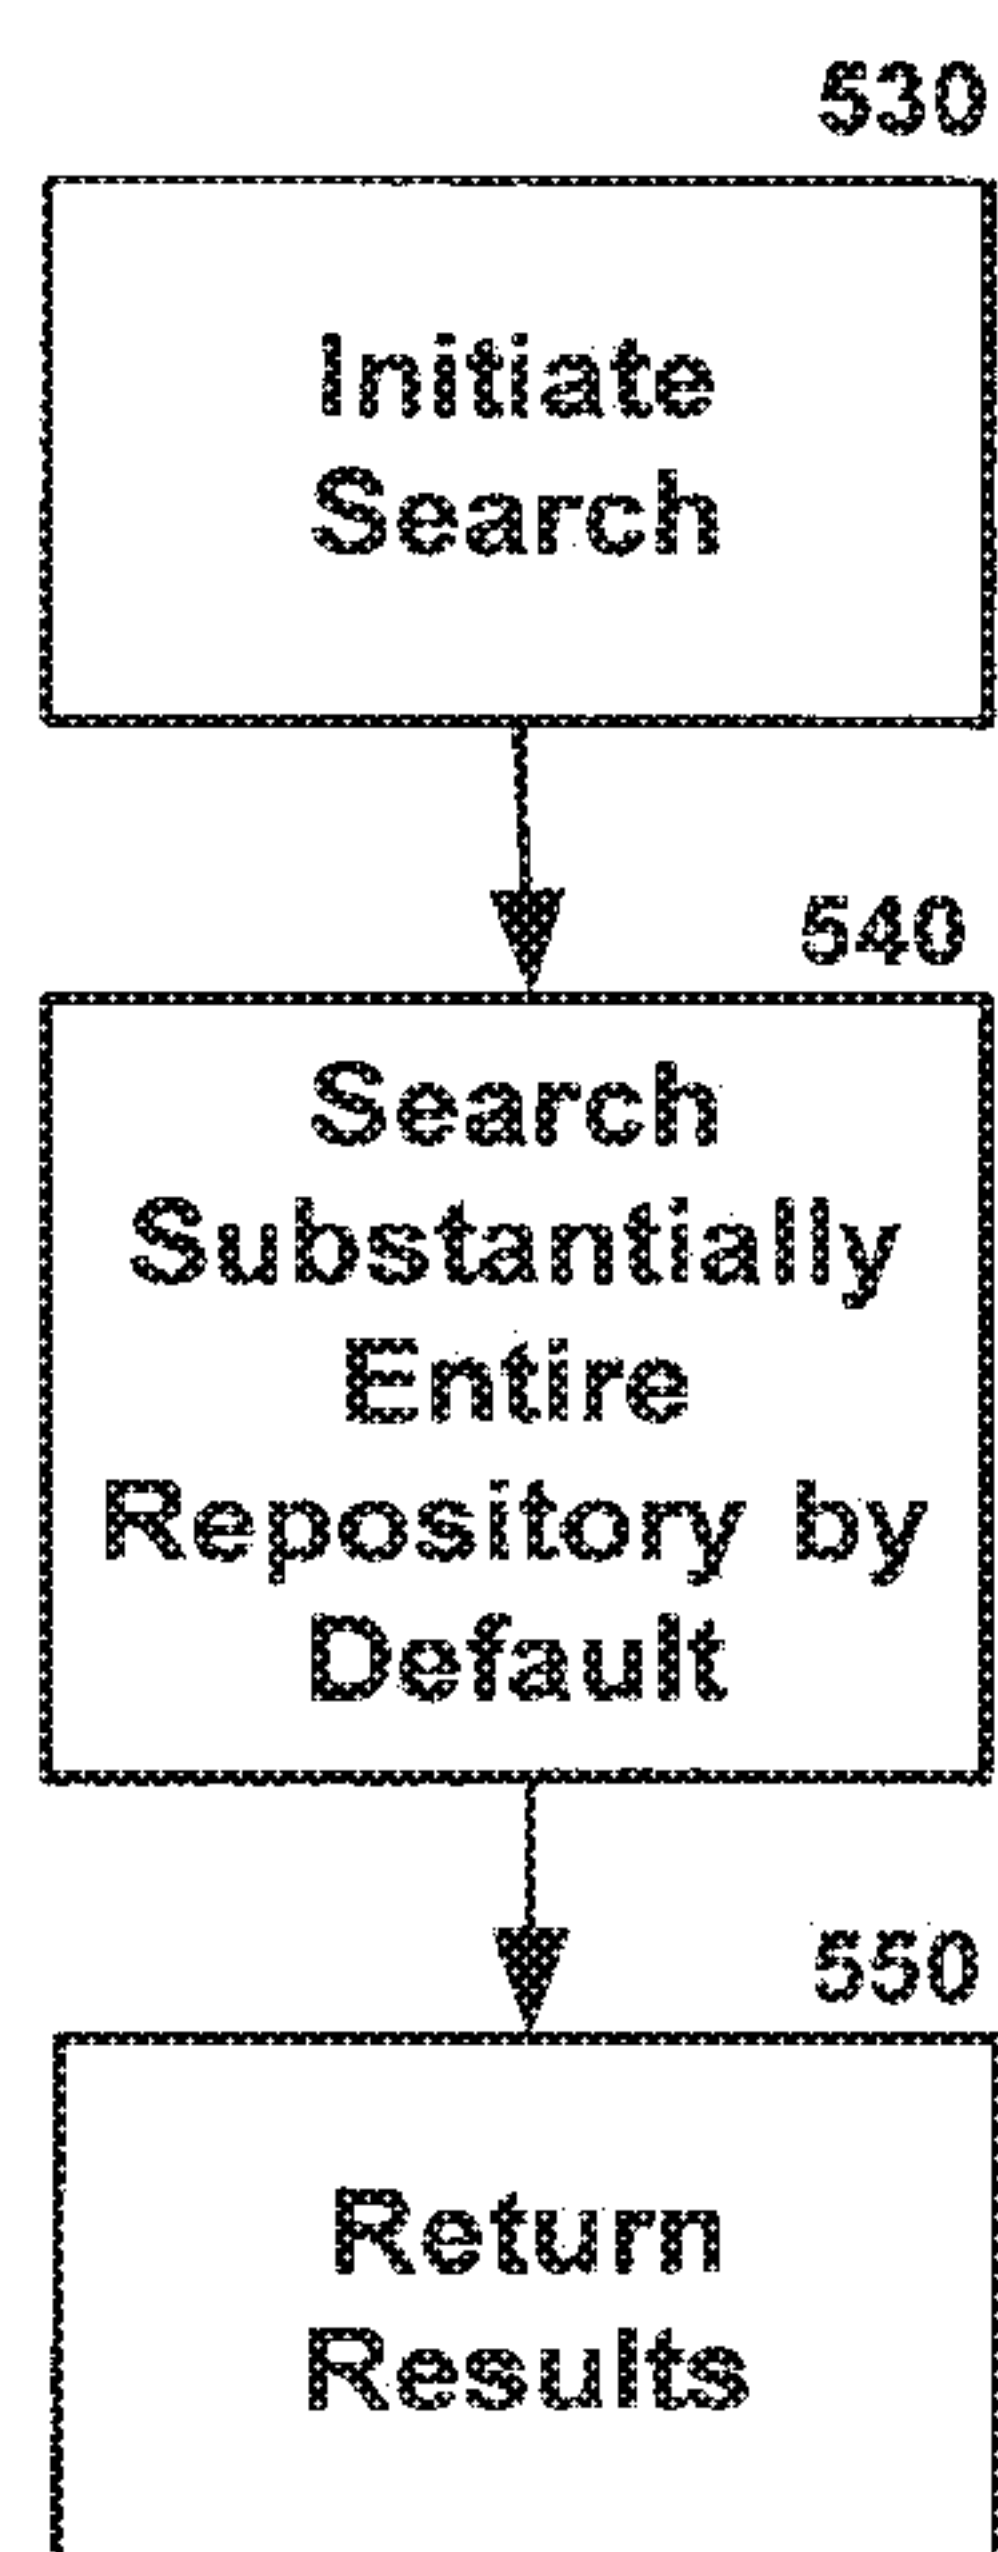 530
Initiate
Search
540
Search
Substantially
Entire
Repository by
Default
550
Return
Results